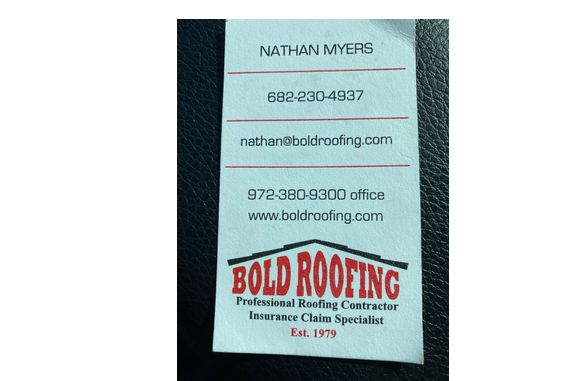 NATHAN MYERS
682-230-4937
nathan@boldroofing.com
972-380-9300 office
www.boldroofing.com
BOLD ROOFING
Professional Roofing Contractor
Insurance Claim Specialist
Est. 1979